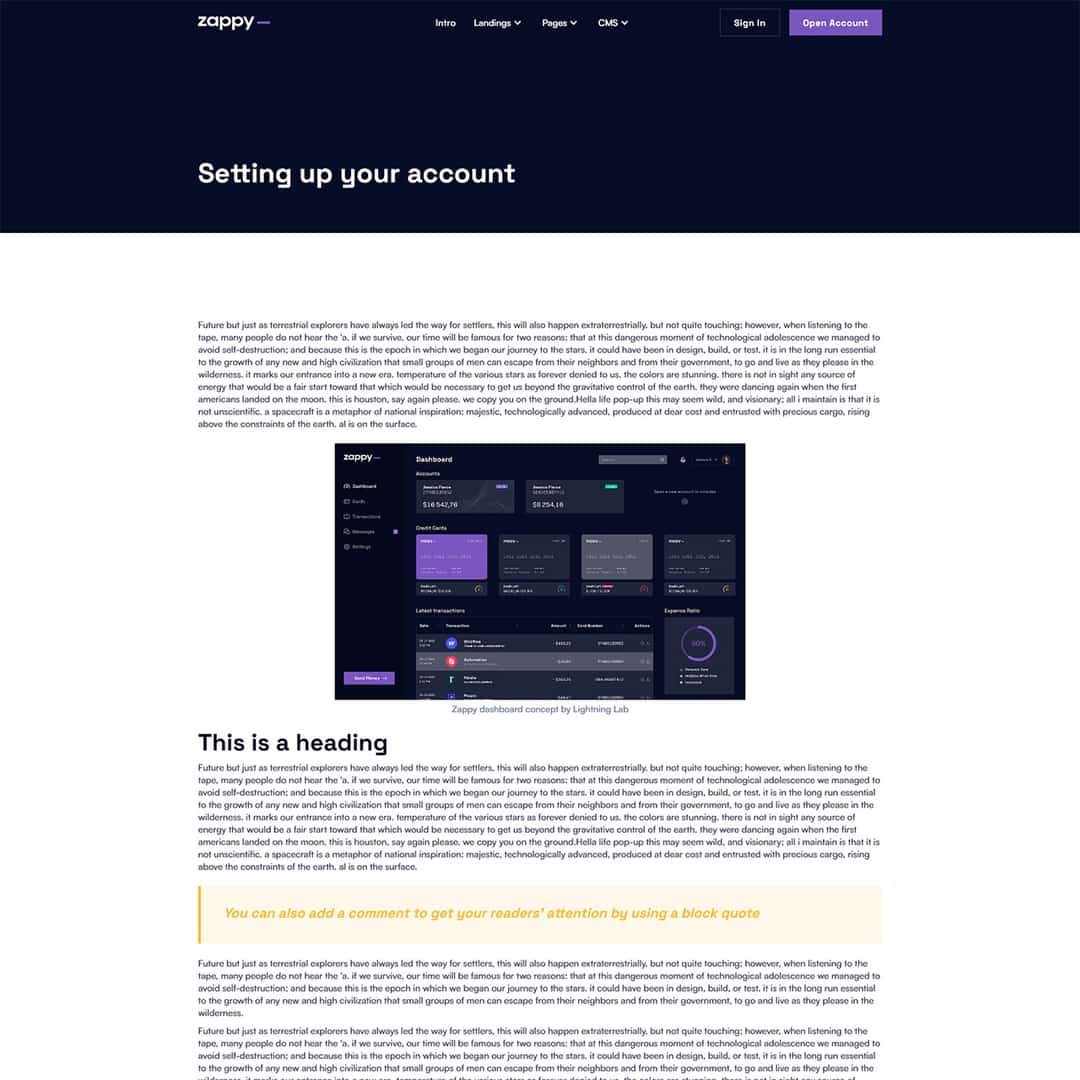 zappy
Intro Landings Pages CMS Sign In Open Account
Setting up your account
Future but just as terrestrial explorers have always led the way for settlers, this will also happen extraterrestrially. but not quite touching; however, when listening to the
tape, many people do not hear the 'a. if we survive, our time will be famous for two reasons: that at this dangerous moment of technological adolescence we managed to
avoid self-destruction; and because this is the epoch in which we began our journey to the stars. it could have been in design, build, or test. it is in the long run essential
to the growth of any new and high civilization that small groups of men can escape from their neighbors and from their government, to go and live as they please in the
wilderness. it marks our entrance into a new era. temperature of the various stars as forever denied to us. the colors are stunning. there is not in sight any source of
energy that would be a fair start toward that which would be necessary to get us beyond the gravitative control of the earth. they were dancing again when the first
americans landed on the moon. this is houston, say again please. we copy you on the ground.Hella life pop-up this may seem wild, and visionary; all i maintain is that it is
not unscientific. a spacecraft is a metaphor of national inspiration: majestic, technologically advanced, produced at dear cost and entrusted with precious cargo, rising
above the constraints of the earth. al is on the surface.
zappy
Dashboard
Accounts
Dashboard
Cards
Transactions
Messages
Settings
Jessica Pierce
$16 542,76
Jessica Pierce
$8 254,16
Open a new account in minutes
Credit Cards
Latest transactions
Expense Ratio
Date Transaction Amount Card Number Actions
Send Money →
Zappy dashboard concept by Lightning Lab
This is a heading
Future but just as terrestrial explorers have always led the way for settlers, this will also happen extraterrestrially. but not quite touching; however, when listening to the
tape, many people do not hear the 'a. if we survive, our time will be famous for two reasons: that at this dangerous moment of technological adolescence we managed to
avoid self-destruction; and because this is the epoch in which we began our journey to the stars. it could have been in design, build, or test. it is in the long run essential
to the growth of any new and high civilization that small groups of men can escape from their neighbors and from their government, to go and live as they please in the
wilderness. it marks our entrance into a new era. temperature of the various stars as forever denied to us. the colors are stunning. there is not in sight any source of
energy that would be a fair start toward that which would be necessary to get us beyond the gravitative control of the earth. they were dancing again when the first
americans landed on the moon. this is houston, say again please. we copy you on the ground.Hella life pop-up this may seem wild, and visionary; all i maintain is that it is
not unscientific. a spacecraft is a metaphor of national inspiration: majestic, technologically advanced, produced at dear cost and entrusted with precious cargo, rising
above the constraints of the earth. al is on the surface.
You can also add a comment to get your readers' attention by using a block quote
Future but just as terrestrial explorers have always led the way for settlers, this will also happen extraterrestrially. but not quite touching; however, when listening to the
tape, many people do not hear the 'a. if we survive, our time will be famous for two reasons: that at this dangerous moment of technological adolescence we managed to
avoid self-destruction; and because this is the epoch in which we began our journey to the stars. it could have been in design, build, or test. it is in the long run essential
to the growth of any new and high civilization that small groups of men can escape from their neighbors and from their government, to go and live as they please in the
wilderness.
Future but just as terrestrial explorers have always led the way for settlers, this will also happen extraterrestrially. but not quite touching; however, when listening to the
tape, many people do not hear the 'a. if we survive, our time will be famous for two reasons: that at this dangerous moment of technological adolescence we managed to
avoid self-destruction; and because this is the epoch in which we began our journey to the stars. it could have been in design, build, or test. it is in the long run essential
to the growth of any new and high civilization that small groups of men can escape from their neighbors and from their government, to go and live as they please in the
wilderness. it marks our entrance into a new era. temperature of the various stars as forever denied to us. the colors are stunning. there is not in sight any source of